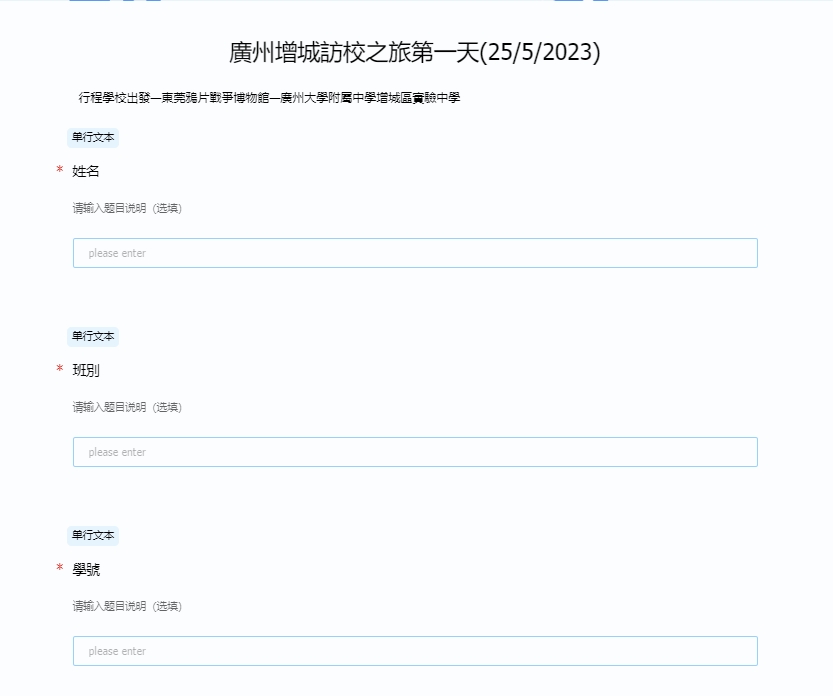 廣州增城訪校之旅第一天(25/5/2023)
行程學校出發—東莞鴉片戰爭博物館—廣州大學附屬中學增城區實驗中學
单行文本
* 姓名
请输入题目说明（选填）
please enter
单行文本
* 班別
请输入题目说明（选填）
please enter
单行文本
* 學號
请输入题目说明（选填）
please enter